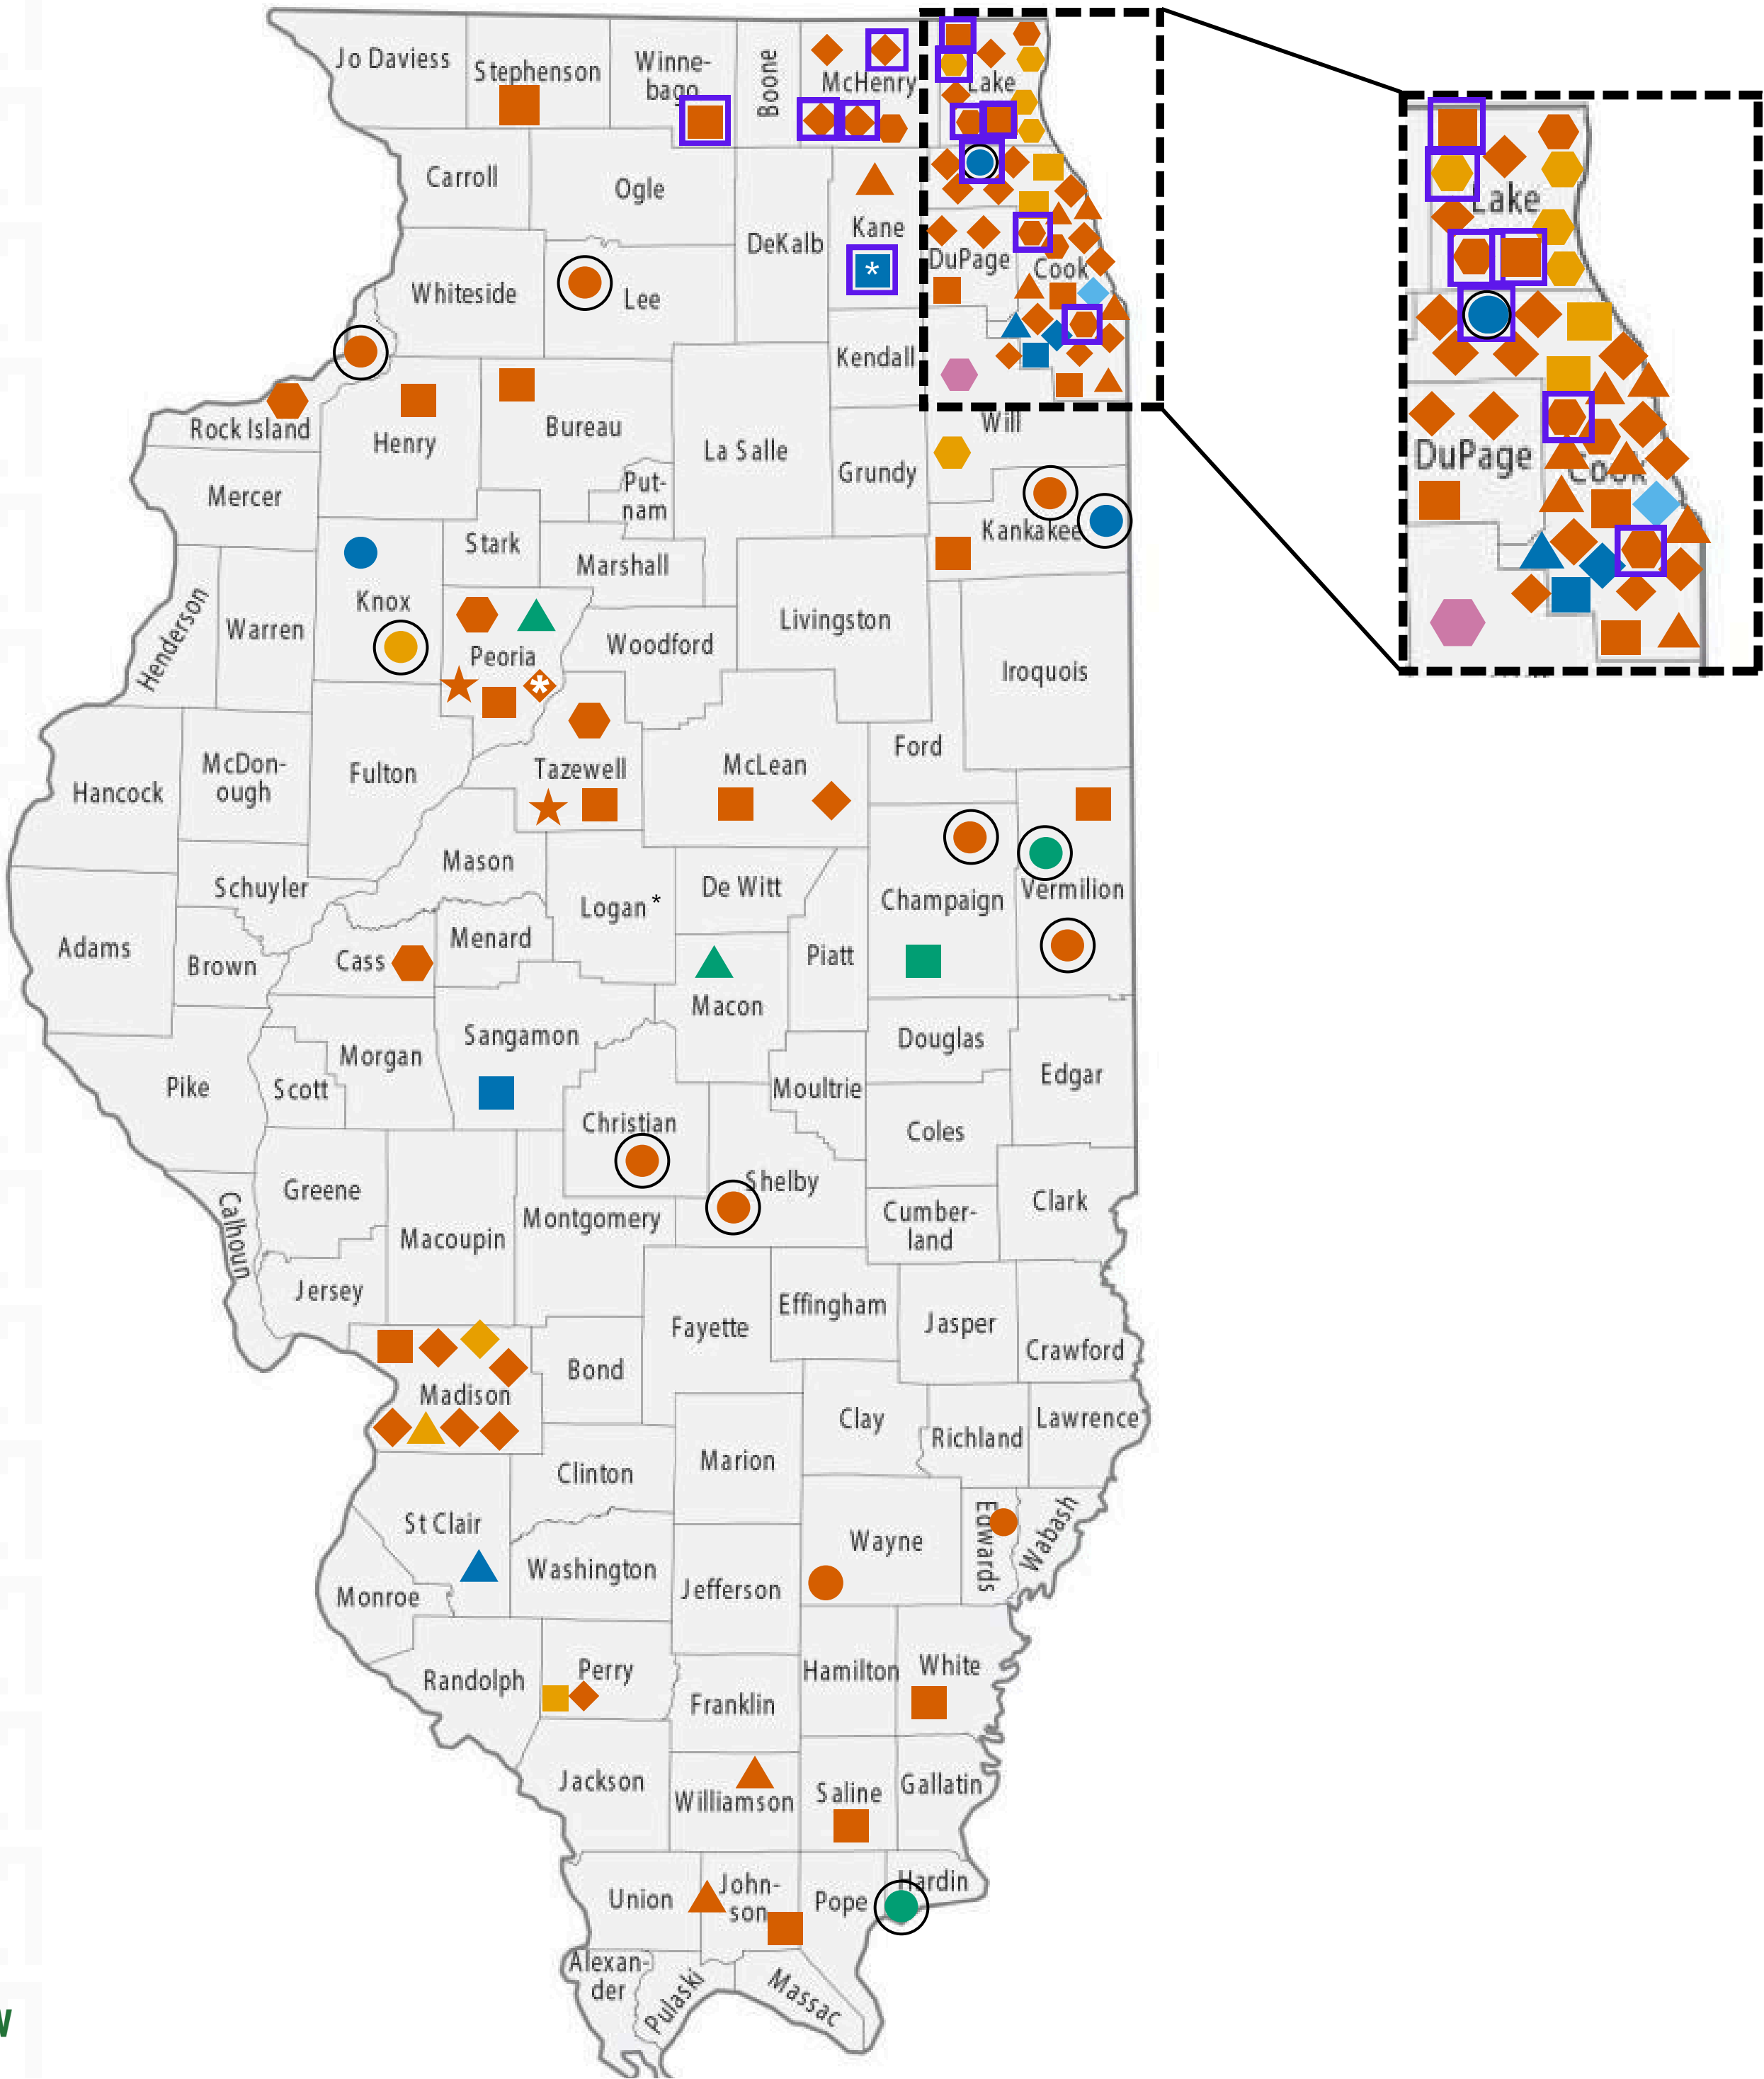 Jo Daviess
Stephenson
Winne-
bago
Boone
McHenry
Lake
Lake
Carroll
Ogle
DeKalb
Kane
*
DuPage
Cook
DuPage
Cook
Whiteside
Lee
Kendall
Rock Island
Henry
Bureau
La Salle
Grundy
Will
Mercer
Put-
nam
Kankakee
Stark
Marshall
Henderson
Warren
Knox
Peoria
*
Woodford
Livingston
Iroquois
Hancock
McDon-
ough
Fulton
Tazewell
McLean
Ford
Schuyler
Mason
Logan *
De Witt
Champaign
Vermilion
Adams
Brown
Cass
Menard
Piatt
Macon
Pike
Scott
Morgan
Sangamon
Christian
Moultrie
Douglas
Edgar
Coles
Calhoun
Greene
Macoupin
Montgomery
Shelby
Cumber-
land
Clark
Jersey
Fayette
Effingham
Jasper
Crawford
Madison
Bond
Clay
Richland
Lawrence
Clinton
Marion
St Clair
Washington
Wayne
Edwards
Wabash
Monroe
Jefferson
Randolph
Perry
Hamilton
White
Franklin
Jackson
Williamson
Saline
Gallatin
Union
John-
son
Pope
Hardin
Alexan-
der
Pulaski
Massac